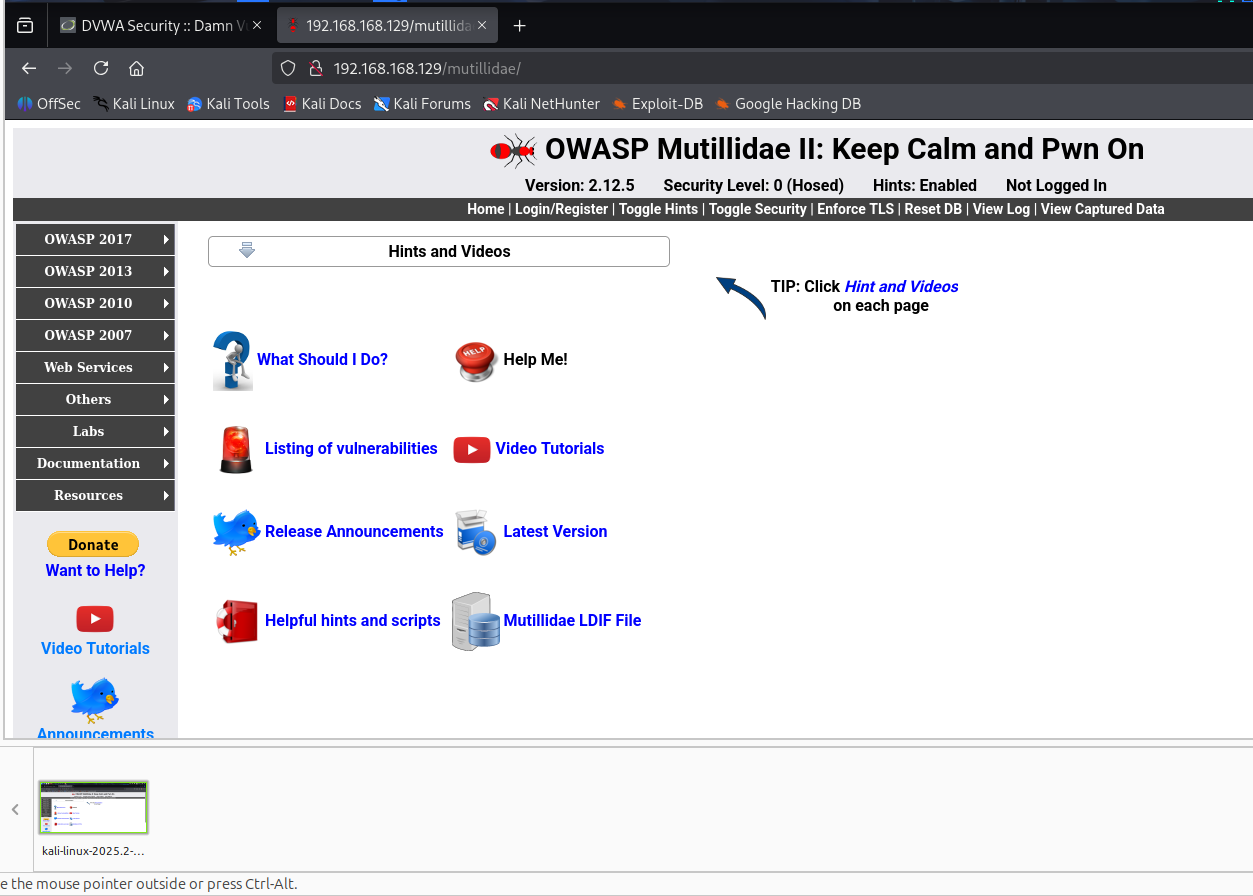 DVWA Security :: Damn Vu
192.168.168.129/mutillidae
192.168.168.129/mutillidae/
OffSec Kali Linux Kali Tools Kali Docs Kali Forums Kali NetHunter Exploit-DB Google Hacking DB
OWASP Mutillidae II: Keep Calm and Pwn On
Version: 2.12.5 Security Level: 0 (Hosed) Hints: Enabled Not Logged In
Home | Login/Register | Toggle Hints | Toggle Security | Enforce TLS | Reset DB | View Log | View Captured Data
OWASP 2017
OWASP 2013
OWASP 2010
OWASP 2007
Web Services
Others
Labs
Documentation
Resources
Donate
Want to Help?
Video Tutorials
Announcements
Hints and Videos
TIP: Click Hint and Videos
on each page
What Should I Do?
HELP
Help Me!
Listing of vulnerabilities
Video Tutorials
Release Announcements
Latest Version
Helpful hints and scripts
Mutillidae LDIF File
kali-linux-2025.2-...
e the mouse pointer outside or press Ctrl-Alt.